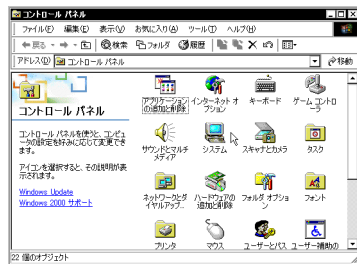 コントロール パネル
ファイル(F) 編集(E) 表示(V) お気に入り(A) ツール(T) ヘルプ(H)
戻る 検索 フォルダ 履歴
アドレス(D) コントロール パネル 移動
コントロール パネル
コントロール パネルを使うと、コンピュ
ータの設定を好みに応じて変更でき
ます。
アイコンを選択すると、その説明が表
示されます。
Windows Update
Windows 2000 サポート
アプリケーション
の追加と削除
インターネット オ
プション
キーボード
ゲーム コントロ
ーラ
サウンドとマルチ
メディア
システム
スキャナとカメラ
タスク
ネットワークとダ
イヤルアップ...
ハードウェアの
追加と削除
フォルダ オプショ
ン
フォント
プリンタ
マウス
ユーザーとパス
ユーザー補助の
22 個のオブジェクト